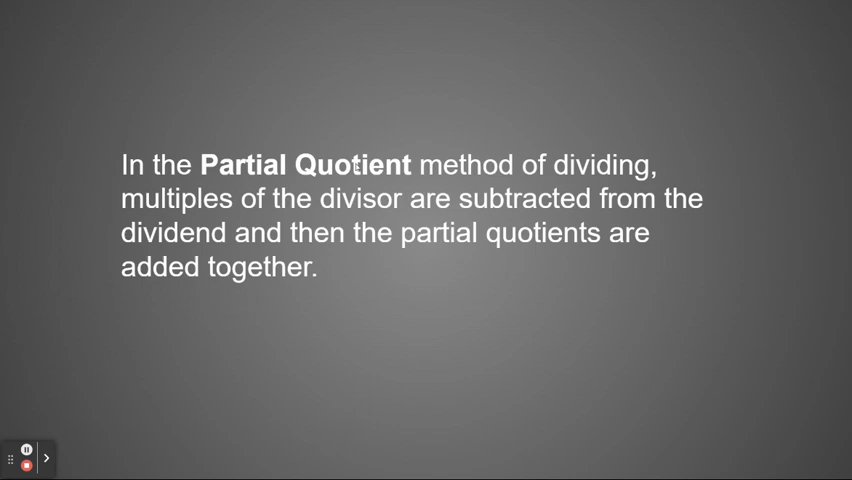 In the Partial Quotient method of dividing,
multiples of the divisor are subtracted from the
dividend and then the partial quotients are
added together.